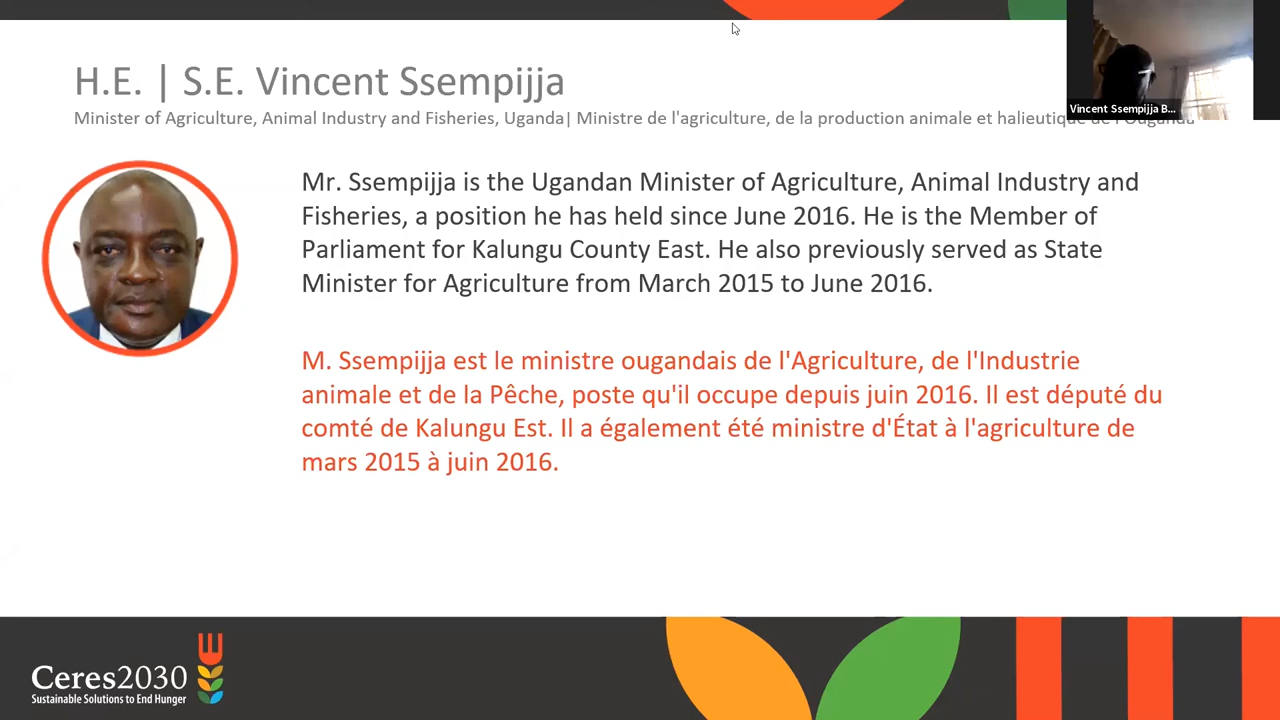 H.E. | S.E. Vincent Ssempijja
Minister of Agriculture, Animal Industry and Fisheries, Uganda| Ministre de l'agriculture, de la production animale et halieutique de l'Ouganda
Vincent Ssempijja B...
Mr. Ssempijja is the Ugandan Minister of Agriculture, Animal Industry and
Fisheries, a position he has held since June 2016. He is the Member of
Parliament for Kalungu County East. He also previously served as State
Minister for Agriculture from March 2015 to June 2016.
M. Ssempijja est le ministre ougandais de l'Agriculture, de l'Industrie
animale et de la Pêche, poste qu'il occupe depuis juin 2016. Il est député du
comté de Kalungu Est. Il a également été ministre d'État à l'agriculture de
mars 2015 à juin 2016.
Ceres2030
Sustainable Solutions to End Hunger